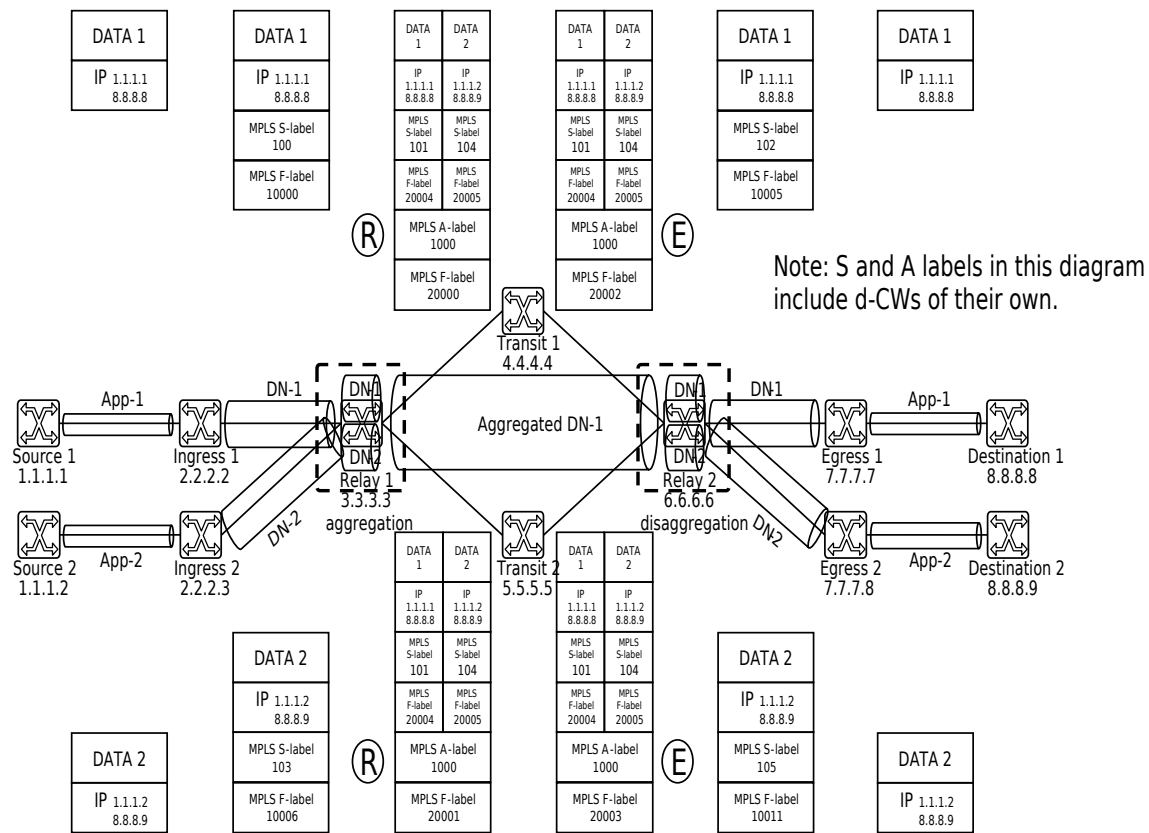 DATA 1
IP 1.1.1.1
8.8.8.8
DATA 1
IP 1.1.1.1
8.8.8.8
MPLS S-label
100
MPLS F-label
10000
DATA
1
DATA
2
IP
1.1.1.1
8.8.8.8
IP
1.1.1.2
8.8.8.9
MPLS
S-label
101
MPLS
S-label
104
MPLS
F-label
20004
MPLS
F-label
20005
MPLS A-label
1000
MPLS F-label
20000
R
DATA
1
DATA
2
IP
1.1.1.1
8.8.8.8
IP
1.1.1.2
8.8.8.9
MPLS
S-label
101
MPLS
S-label
104
MPLS
F-label
20004
MPLS
F-label
20005
MPLS A-label
1000
MPLS F-label
20002
E
DATA 1
IP 1.1.1.1
8.8.8.8
MPLS S-label
102
MPLS F-label
10005
DATA 1
IP 1.1.1.1
8.8.8.8
Note: S and A labels in this diagram
include d-CWs of their own.
Transit 1
4.4.4.4
Source 1
1.1.1.1
App-1
Ingress 1
2.2.2.2
DN-1
DN-1
DN-2
Relay 1
3.3.3.3
aggregation
Aggregated DN-1
DN-1
DN-2
Relay 2
6.6.6.6
disaggregation
DN-1
Egress 1
7.7.7.7
App-1
Destination 1
8.8.8.8
Source 2
1.1.1.2
App-2
Ingress 2
2.2.2.3
DN-2
Transit 2
5.5.5.5
DN-2
Egress 2
7.7.7.8
App-2
Destination 2
8.8.8.9
DATA 2
IP 1.1.1.2
8.8.8.9
DATA 2
IP 1.1.1.2
8.8.8.9
MPLS S-label
103
MPLS F-label
10006
R
DATA
1
DATA
2
IP
1.1.1.1
8.8.8.8
IP
1.1.1.2
8.8.8.9
MPLS
S-label
101
MPLS
S-label
104
MPLS
F-label
20004
MPLS
F-label
20005
MPLS A-label
1000
MPLS F-label
20001
DATA
1
DATA
2
IP
1.1.1.1
8.8.8.8
IP
1.1.1.2
8.8.8.9
MPLS
S-label
101
MPLS
S-label
104
MPLS
F-label
20004
MPLS
F-label
20005
MPLS A-label
1000
MPLS F-label
20003
E
DATA 2
IP 1.1.1.2
8.8.8.9
MPLS S-label
105
MPLS F-label
10011
DATA 2
IP 1.1.1.2
8.8.8.9